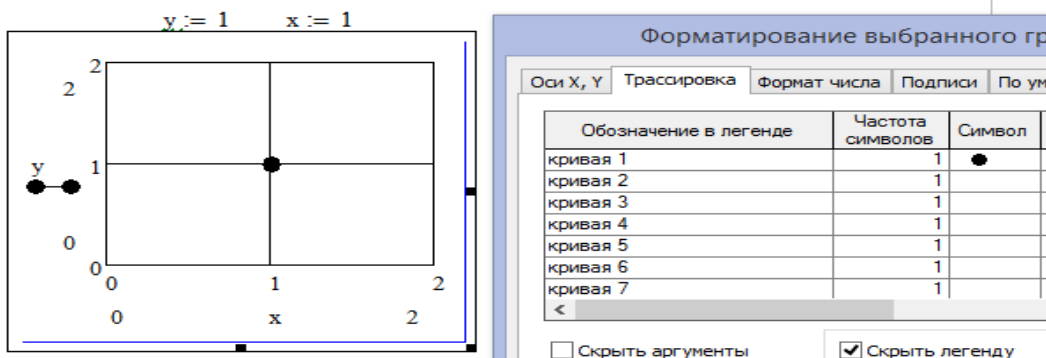 y := 1 x := 1
2
2
y
1
0
0
0 1 2
0 x 2
Форматирование выбранного гр
Оси X, Y Трассировка Формат числа Подписи По ум
Обозначение в легенде Частота символов Символ
кривая 1 1
кривая 2 1
кривая 3 1
кривая 4 1
кривая 5 1
кривая 6 1
кривая 7 1
Скрыть аргументы Скрыть легенду